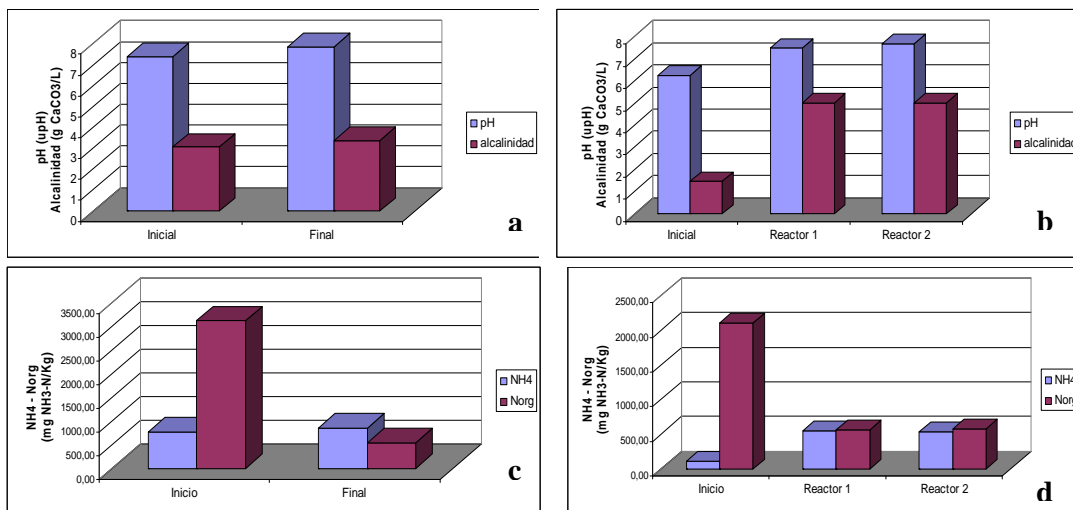 8
7
6
5
4
3
2
1
0
pH (upH)
Alcalinidad (g CaCO3/L)
Inicial
Final
pH
alcalinidad
a
8
7
6
5
4
3
2
1
0
pH (upH)
Alcalinidad (g CaCO3/L)
Inicial
Reactor 1
Reactor 2
pH
alcalinidad
b
3500,00
3000,00
2500,00
2000,00
1500,00
1000,00
500,00
0,00
NH4 - Norg
(mg NH3-N/Kg)
Inicio
Final
NH4
Norg
c
2500,00
2000,00
1500,00
1000,00
500,00
0,00
NH4 - Norg
(mg NH3-N/Kg)
Inicio
Reactor 1
Reactor 2
NH4
Norg
d